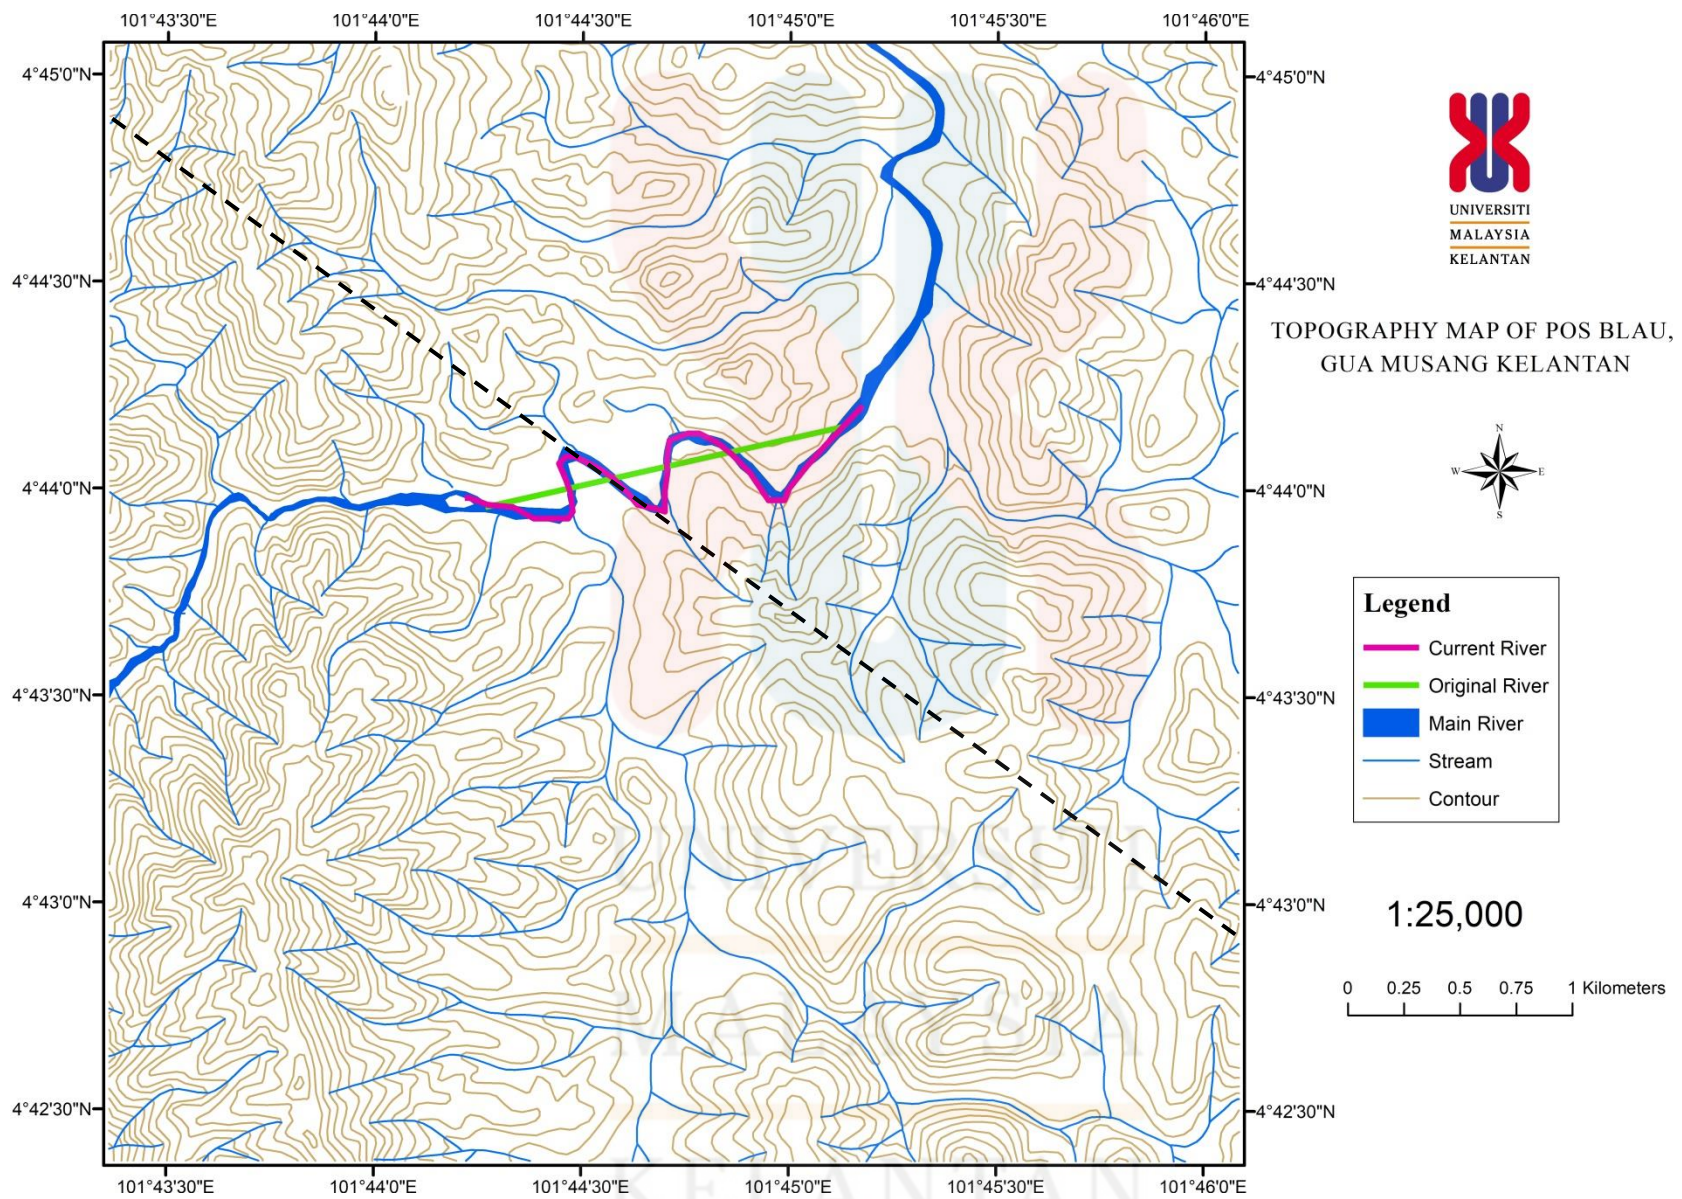 101°43'30"E 101°44'0"E 101°44'30"E 101°45'0"E 101°45'30"E 101°46'0"E
4°45'0"N 4°45'0"N
4°44'30"N 4°44'30"N
4°44'0"N 4°44'0"N
4°43'30"N 4°43'30"N
4°43'0"N 4°43'0"N
4°42'30"N 4°42'30"N
101°43'30"E 101°44'0"E 101°44'30"E 101°45'0"E 101°45'30"E 101°46'0"E
UNIVERSITI
MALAYSIA
KELANTAN
UNIVERSITI
MALAYSIA
KELANTAN
TOPOGRAPHY MAP OF POS BLAU,
GUA MUSANG KELANTAN
N
W E
S
Legend
Current River
Original River
Main River
Stream
Contour
1:25,000
0 0.25 0.5 0.75 1 Kilometers